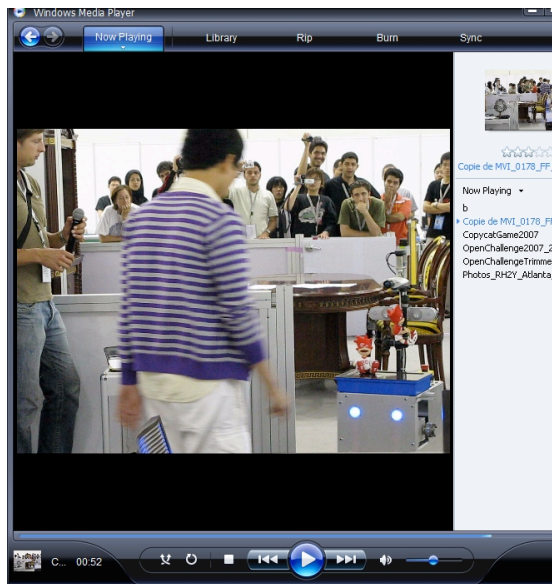 Windows Media Player
Now Playing
Library
Rip
Burn
Sync
Copie de MVI_0178_FF
Now Playing
b
Copie de MVI_0178_FF
CopycatGame2007
OpenChallenge2007_2
OpenChallengeTrimme
Photos_RH2Y_Atlanta
C... 00:52